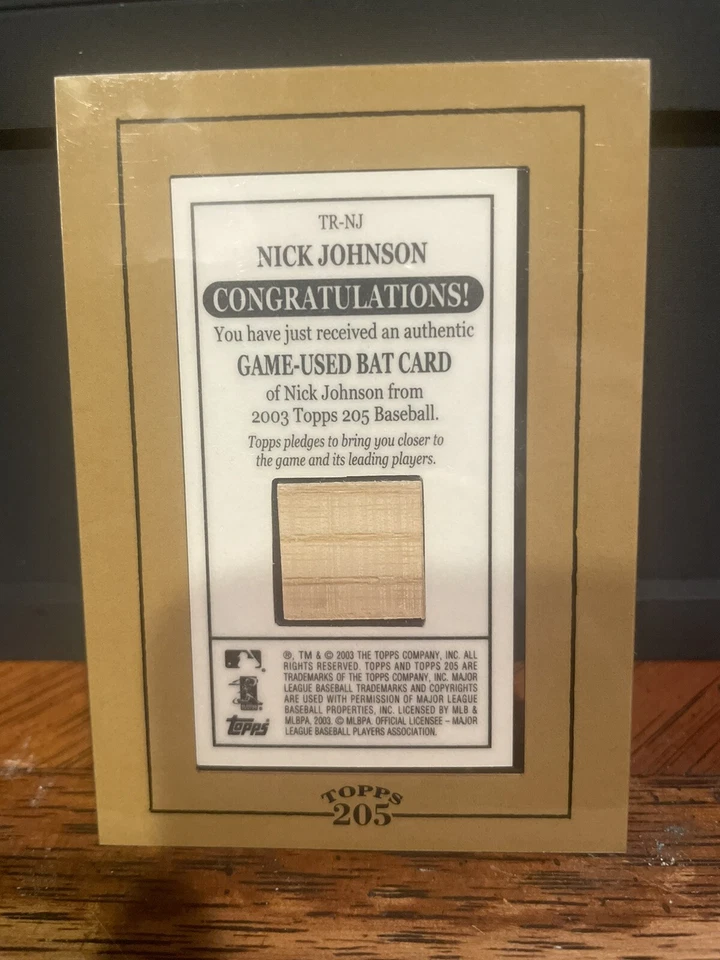 TR-NJ
NICK JOHNSON
CONGRATULATIONS!
You have just received an authentic
GAME-USED BAT CARD
of Nick Johnson from
2003 Topps 205 Baseball.
Topps pledges to bring you closer to
the game and its leading players.
®, TM & © 2003 THE TOPPS COMPANY, INC. ALL
RIGHTS RESERVED. TOPPS AND TOPPS 205 ARE
TRADEMARKS OF THE TOPPS COMPANY, INC. MAJOR
LEAGUE BASEBALL TRADEMARKS AND COPYRIGHTS
ARE USED WITH PERMISSION OF MAJOR LEAGUE
BASEBALL PROPERTIES, INC. LICENSED BY MLB &
MLBPA, 2003. © MLBPA. OFFICIAL LICENSEE – MAJOR
LEAGUE BASEBALL PLAYERS ASSOCIATION.
Topps
TOPPS
205